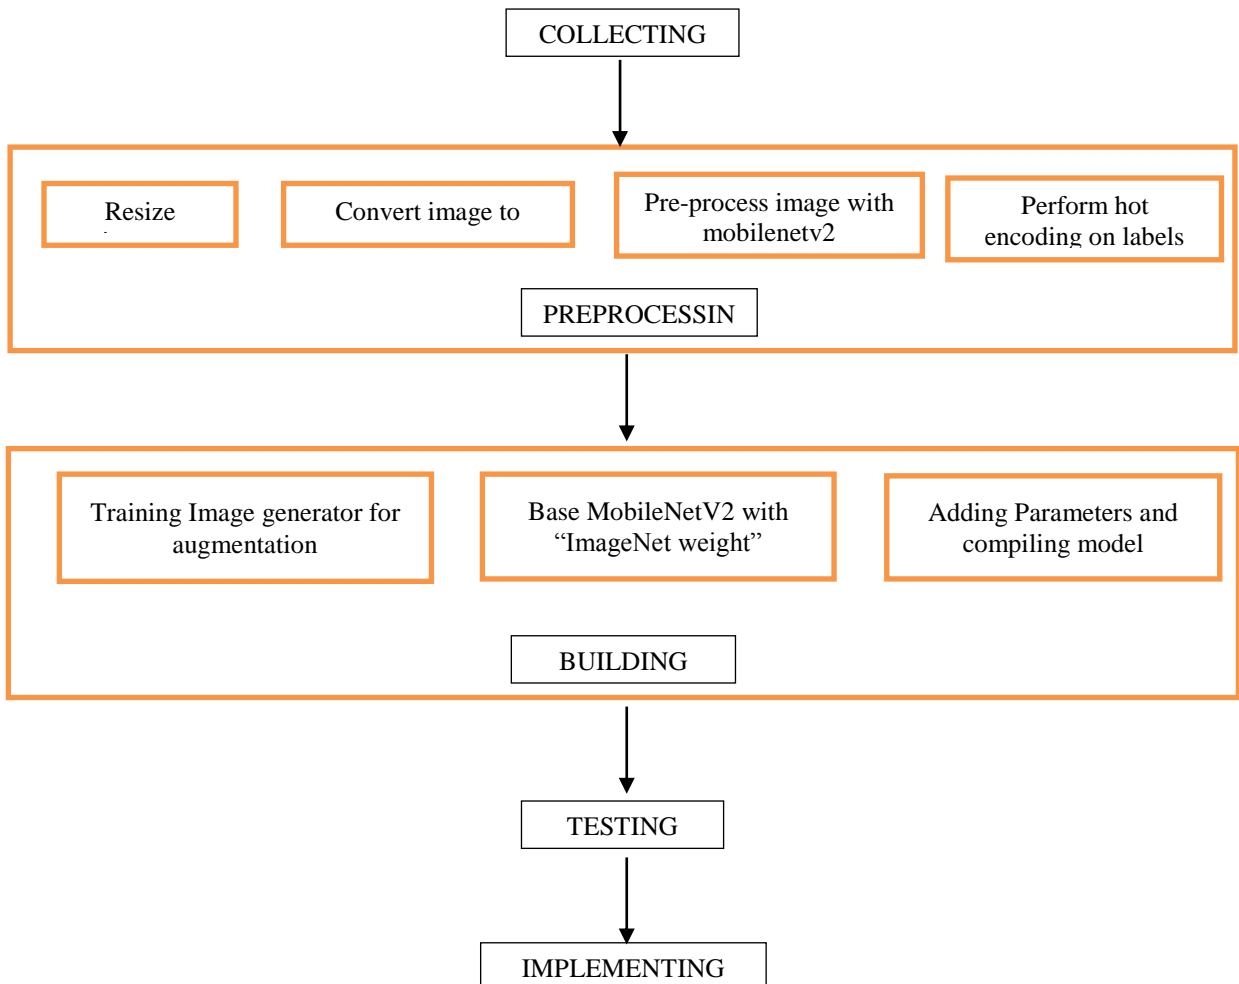 COLLECTING
Resize
Convert image to
Pre-process image with
mobilenetv2
Perform hot
encoding on labels
PREPROCESSIN
Training Image generator for
augmentation
Base MobileNetV2 with
“ImageNet weight”
Adding Parameters and
compiling model
BUILDING
TESTING
IMPLEMENTING